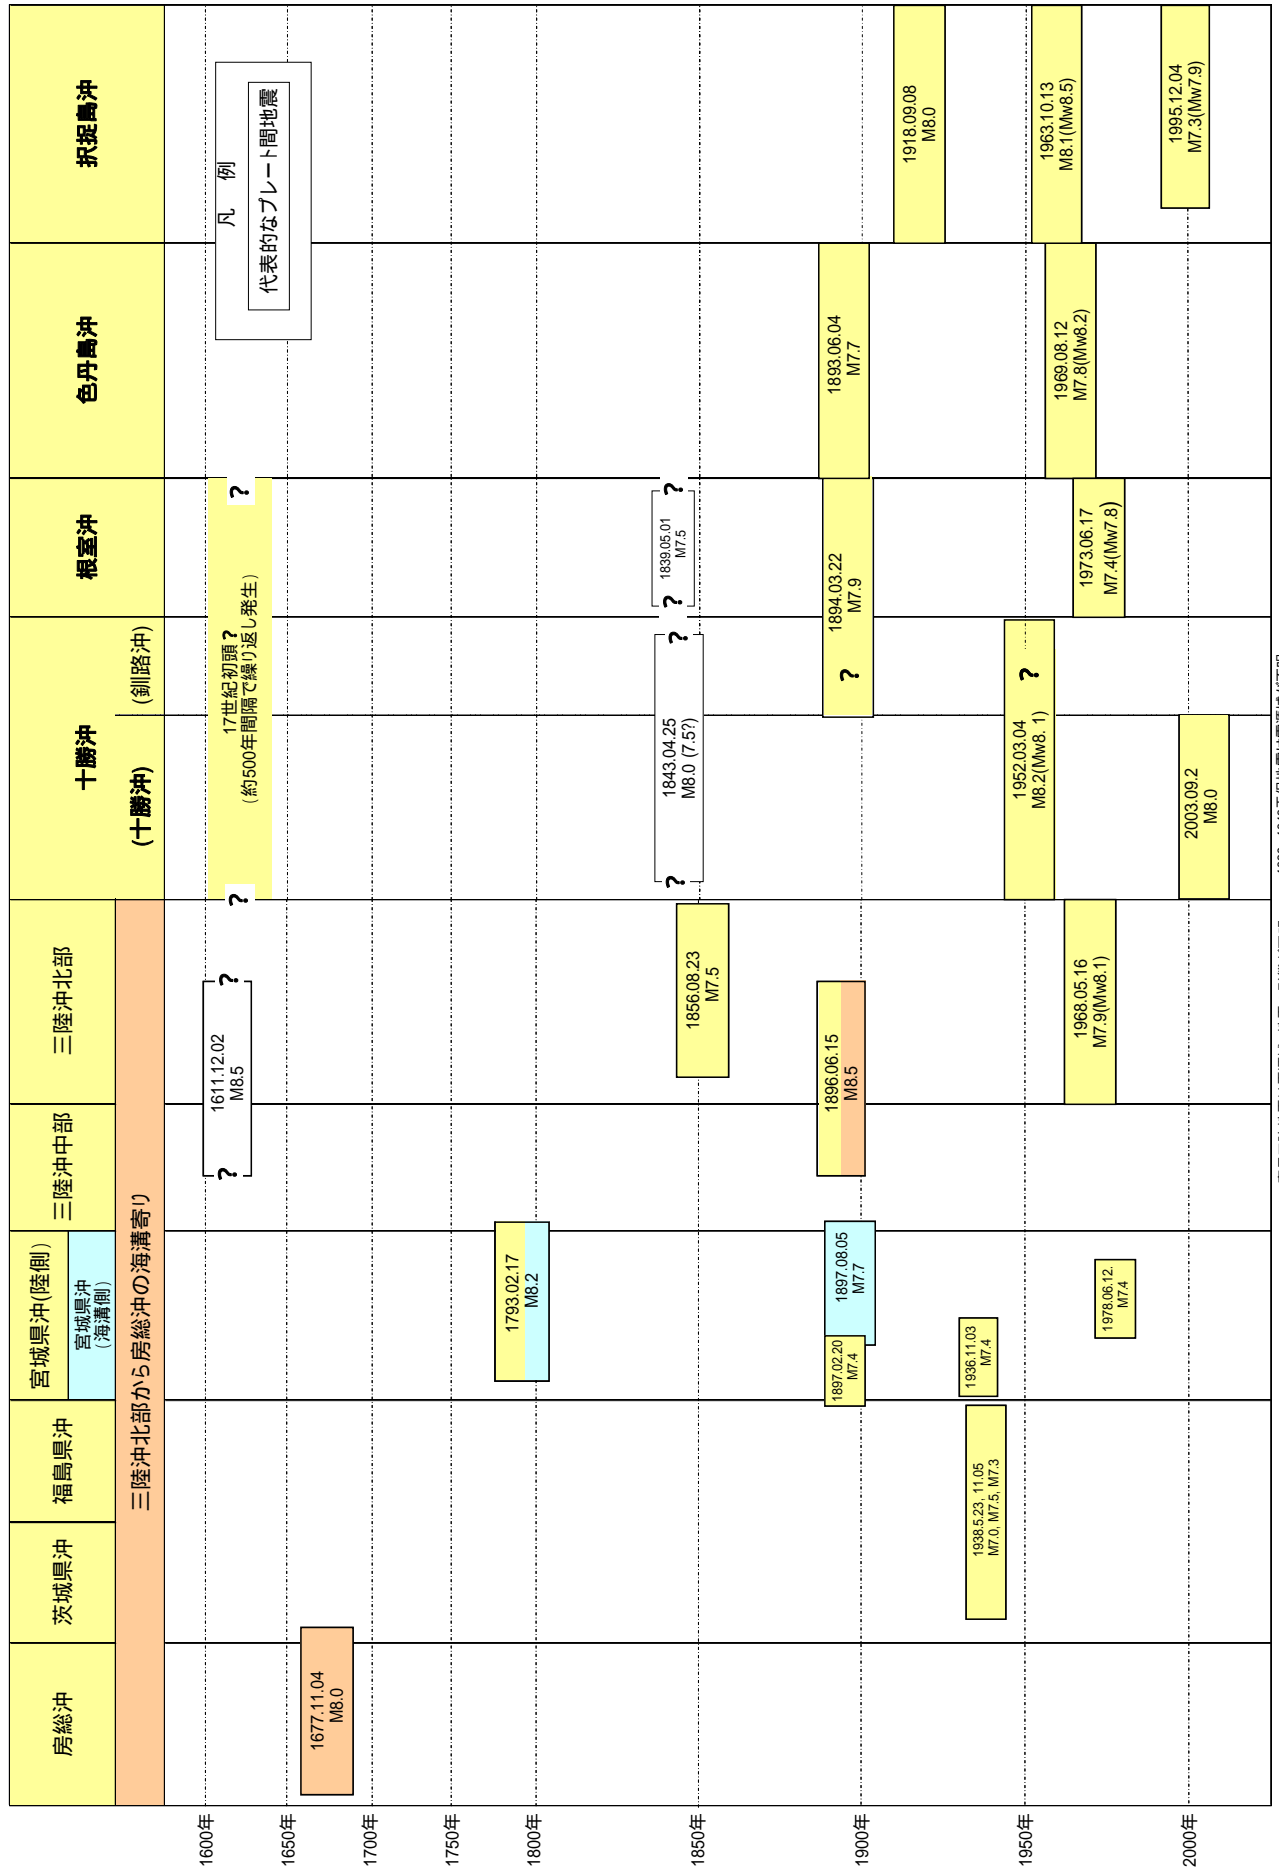 房総沖
茨城県沖
福島県沖
宮城県沖(陸側)
宮城県沖
(海溝側)
三陸沖中部
三陸沖北部
十勝沖
(十勝沖)
(釧路沖)
根室沖
色丹島沖
択捉島沖
三陸沖北部から房総沖の海溝寄り
凡 例
代表的なプレート間地震
1600年
1611.12.02
M8.5
?
?
17世紀初頭?
(約500年間隔で繰り返し発生)
?
?
1650年
1677.11.04
M8.0
1700年
1750年
1793.02.17
M8.2
1800年
1843.04.25
M8.0 (7.5?)
?
?
1839.05.01
M7.5
?
?
1850年
1856.08.23
M7.5
1897.02.20
M7.4
1897.08.05
M7.7
1896.06.15
M8.5
1894.03.22
M7.9
?
1893.06.04
M7.7
1900年
1918.09.08
M8.0
1938.5.23, 11.05
M7.0, M7.5, M7.3
1936.11.03
M7.4
1952.03.04
M8.2(Mw8. 1)
?
1950年
1963.10.13
M8.1(Mw8.5)
1978.06.12.
M7.4
1968.05.16
M7.9(Mw8.1)
1973.06.17
M7.4(Mw7.8)
1969.08.12
M7.8(Mw8.2)
2003.09.2
M8.0
1995.12.04
M7.3(Mw7.9)
2000年